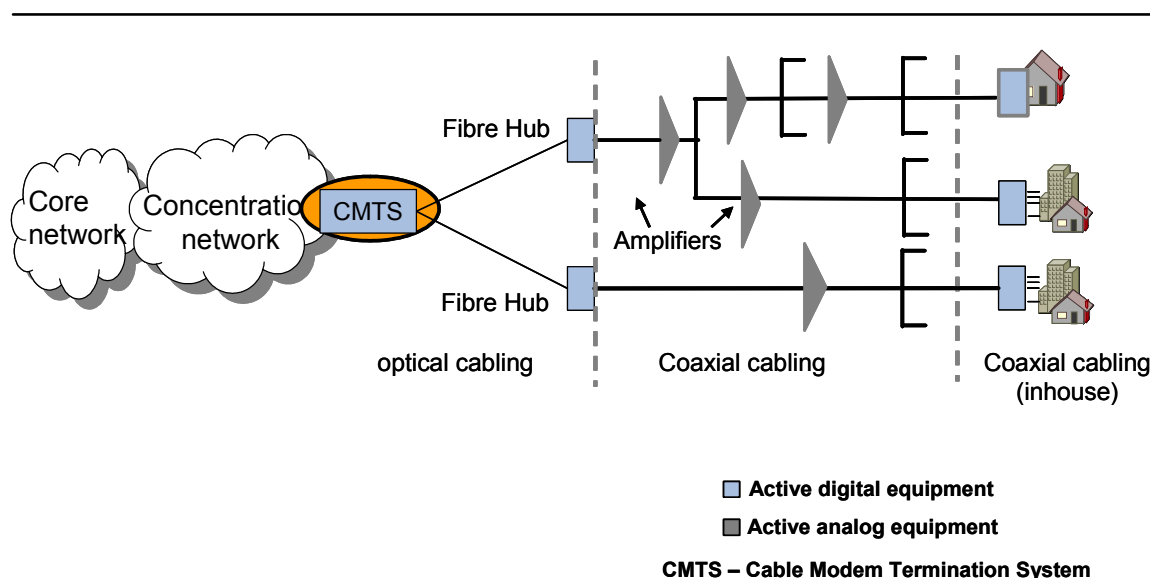 Fibre Hub
Core
network
Concentratio
network
CMTS
Amplifiers
Fibre Hub
optical cabling
Coaxial cabling
Coaxial cabling
(inhouse)
Active digital equipment
Active analog equipment
CMTS – Cable Modem Termination System